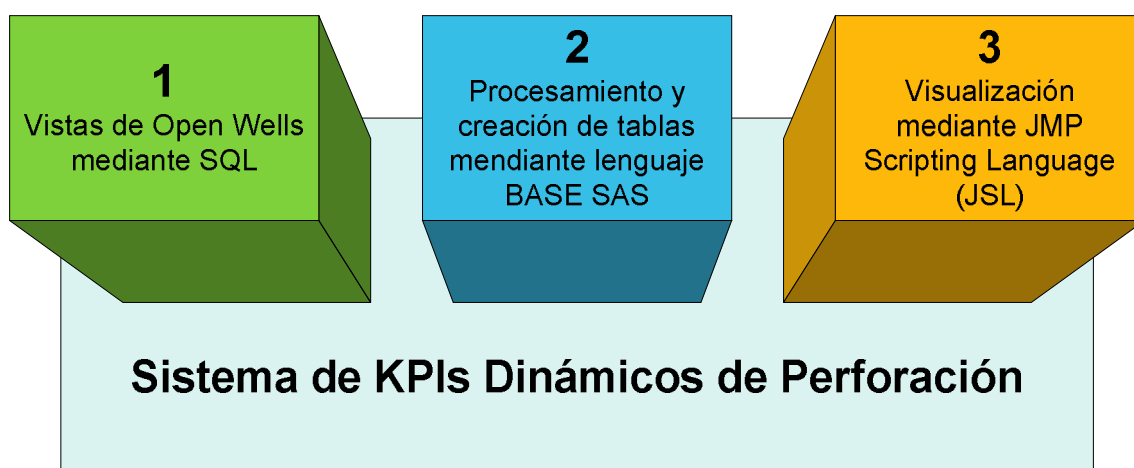 1
Vistas de Open Wells
mediante SQL
2
Procesamiento y
creación de tablas
mendiante lenguaje
BASE SAS
3
Visualización
mediante JMP
Scripting Language
(JSL)
Sistema de KPIs Dinámicos de Perforación